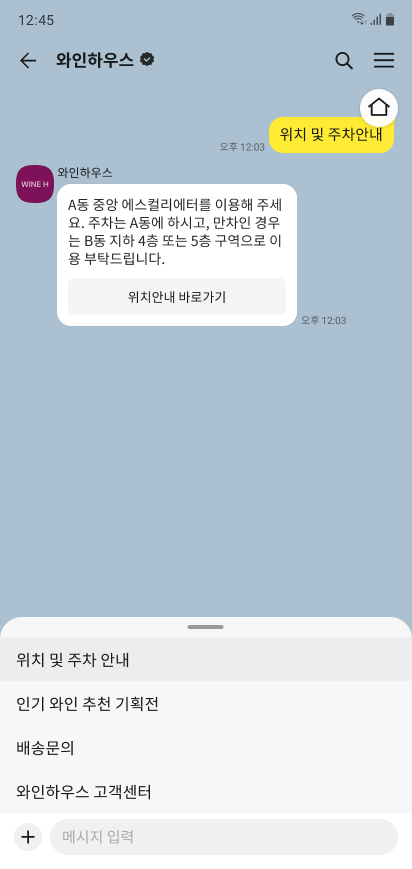 12:45
와인하우스
위치 및 주차안내
오후 12:03
와인하우스
WINE H
A동 중앙 에스컬리에터를 이용해 주세
요. 주차는 A동에 하시고, 만차인 경우
는 B동 지하 4층 또는 5층 구역으로 이
용 부탁드립니다.
위치안내 바로가기
오후 12:03
위치 및 주차 안내
인기 와인 추천 기획전
배송문의
와인하우스 고객센터
메시지 입력